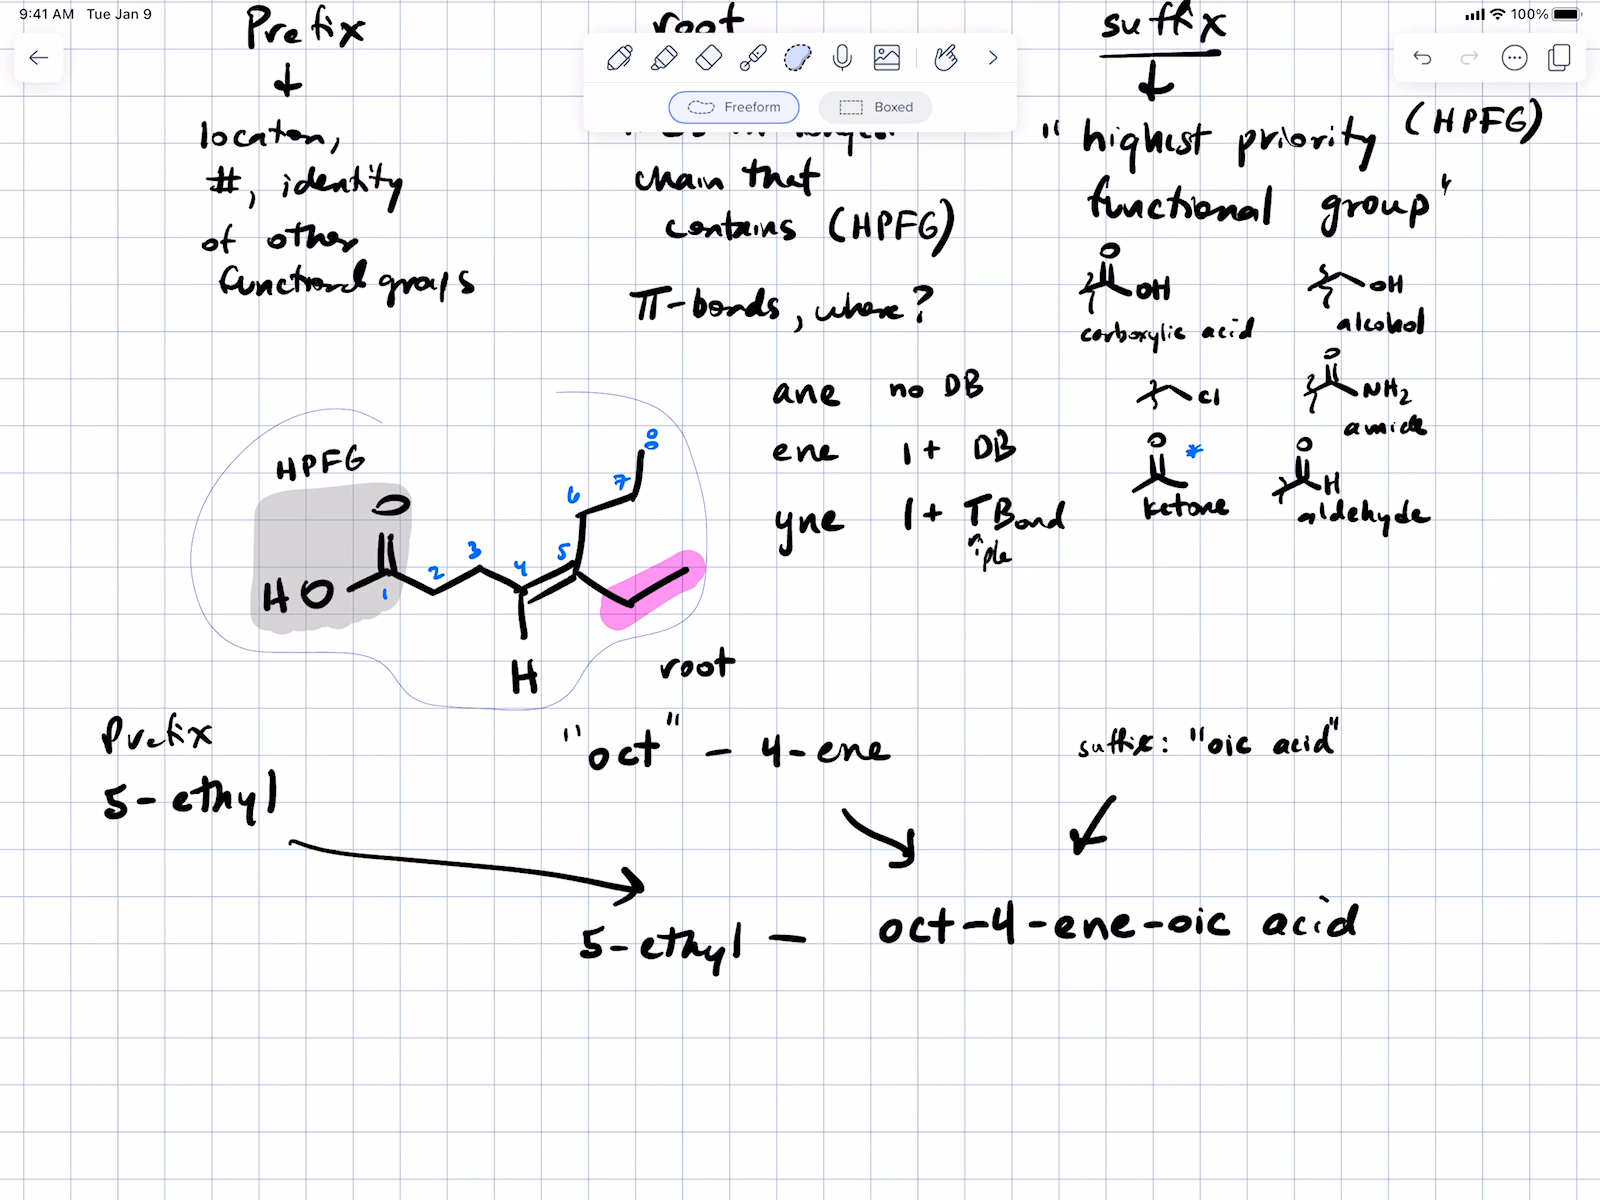 9:41 AM Tue Jan 9
100%
Prefix
root
suffix
Freeform
Boxed
location,
#, identity
of other
functional groups
chain that
contains (HPFG)
π-bonds, where?
ane no DB
ene 1+ DB
yne 1+ TBond
riple
"highest priority (HPFG)
functional group"
O
OH
carboxylic acid
OH
alcohol
Cl
O
NH₂
amide
O
*
ketone
O
H
aldehyde
HPFG
O
HO
1
2
3
4
5
6
7
8
H
root
Prefix
5-ethyl
"oct" - 4-ene
suffix: "oic acid"
5-ethyl - oct-4-ene-oic acid